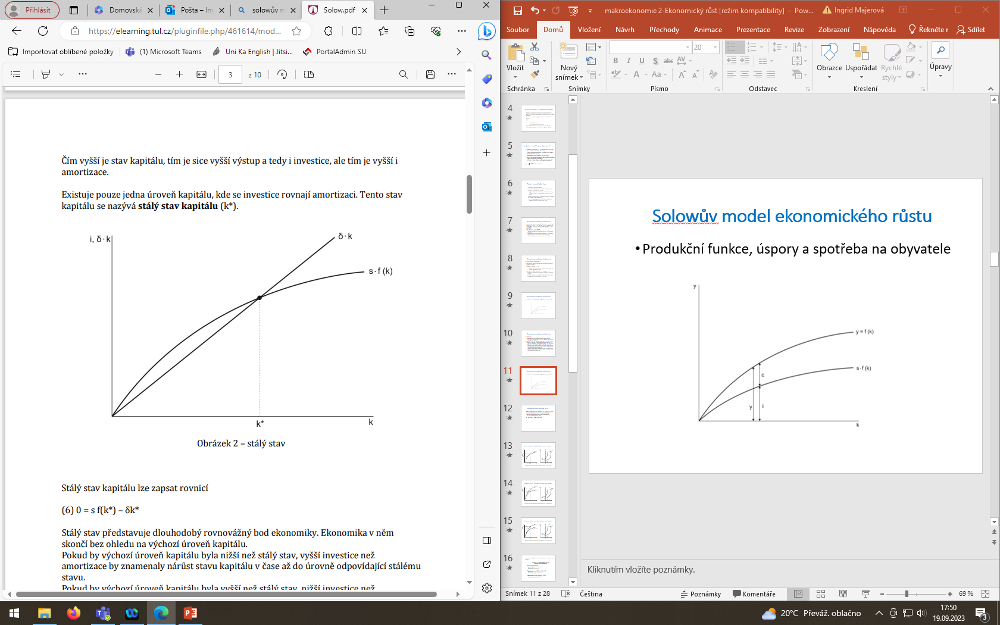 Přihlásit
Domovská
Pošta – Ing
solowův m
Solow.pdf
https://elearning.tul.cz/pluginfile.php/461614/mod...
Importovat oblíbené položky
(1) Microsoft Teams
Uni Ka English | Jitsi...
PortalAdmin SU
3
z 10
Čím vyšší je stav kapitálu, tím je sice vyšší výstup a tedy i investice, ale tím je vyšší i
amortizace.
Existuje pouze jedna úroveň kapitálu, kde se investice rovnají amortizaci. Tento stav
kapitálu se nazývá stálý stav kapitálu (k*).
i, δ·k
δ·k
s·f (k)
k*
k
Obrázek 2 – stálý stav
Stálý stav kapitálu lze zapsat rovnicí
(6) 0 = s f(k*) – δk*
Stálý stav představuje dlouhodobý rovnovážný bod ekonomiky. Ekonomika v něm
skončí bez ohledu na výchozí úroveň kapitálu.
Pokud by výchozí úroveň kapitálu byla nižší než stálý stav, vyšší investice než
amortizace by znamenaly nárůst stavu kapitálu v čase až do úrovně odpovídající stálému
stavu.
Pokud by výchozí úroveň kapitálu byla vyšší než stálý stav, nižší investice než
makroekonomie 2-Ekonomický růst [režim kompatibility] - Pow...
Ingrid Majerová
Soubor
Domů
Vložení
Návrh
Přechody
Animace
Prezentace
Revize
Zobrazení
Nápověda
Řekněte r
Sdílet
Vložit
Schránka
Nový
snímek
Snímky
20
B I U S abc AV
A Aa A A
Písmo
Odstavec
Obrazce
Uspořádat
Rychlé
styly
Kreslení
Úpravy
4
5
6
7
8
9
10
11
12
13
14
15
16
Solowův model ekonomického růstu
• Produkční funkce, úspory a spotřeba na obyvatele
y
y = f (k)
s·f (k)
c
y
i
k
Kliknutím vložíte poznámky.
Snímek 11 z 28
Čeština
Poznámky
Komentáře
69 %
20°C Převáž. oblačno
17:50
19.09.2023
3